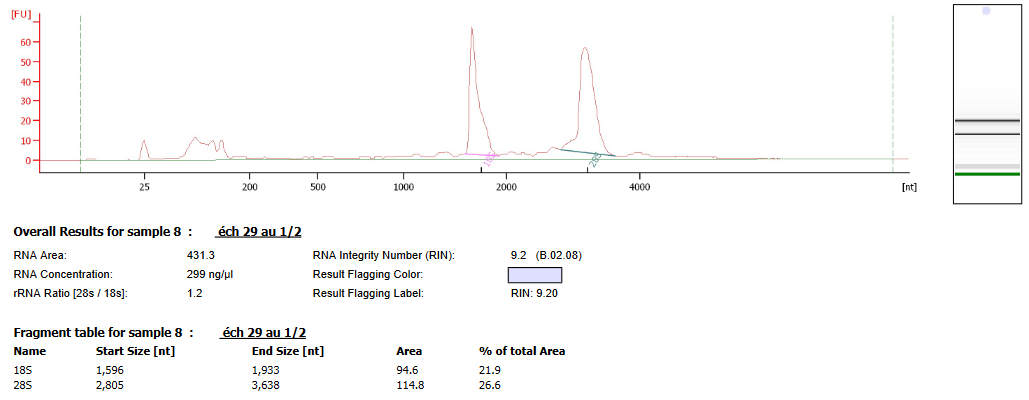 [FU]
60
50
40
30
20
10
0
18S
28S
25 200 500 1000 2000 4000 [nt]
Overall Results for sample 8 : éch 29 au 1/2
RNA Area: 431.3 RNA Integrity Number (RIN): 9.2 (B.02.08)
RNA Concentration: 299 ng/µl Result Flagging Color:
rRNA Ratio [28s / 18s]: 1.2 Result Flagging Label: RIN: 9.20
Fragment table for sample 8 : éch 29 au 1/2
Name Start Size [nt] End Size [nt] Area % of total Area
18S 1,596 1,933 94.6 21.9
28S 2,805 3,638 114.8 26.6